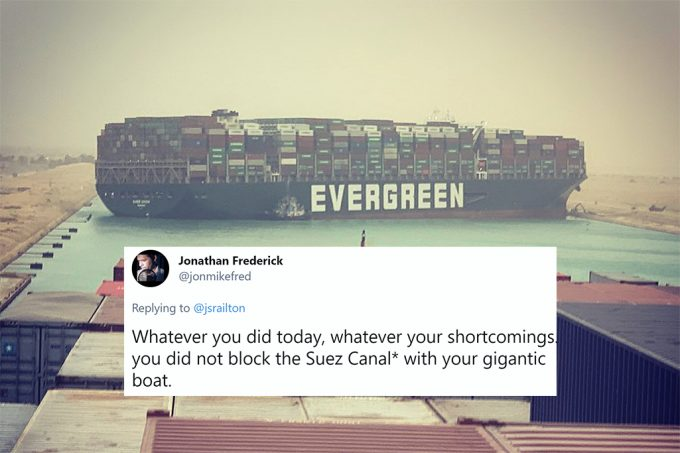 EVERGREEN
Jonathan Frederick
@jonmikefred
Replying to @jsrailton
Whatever you did today, whatever your shortcomings.
you did not block the Suez Canal* with your gigantic
boat.